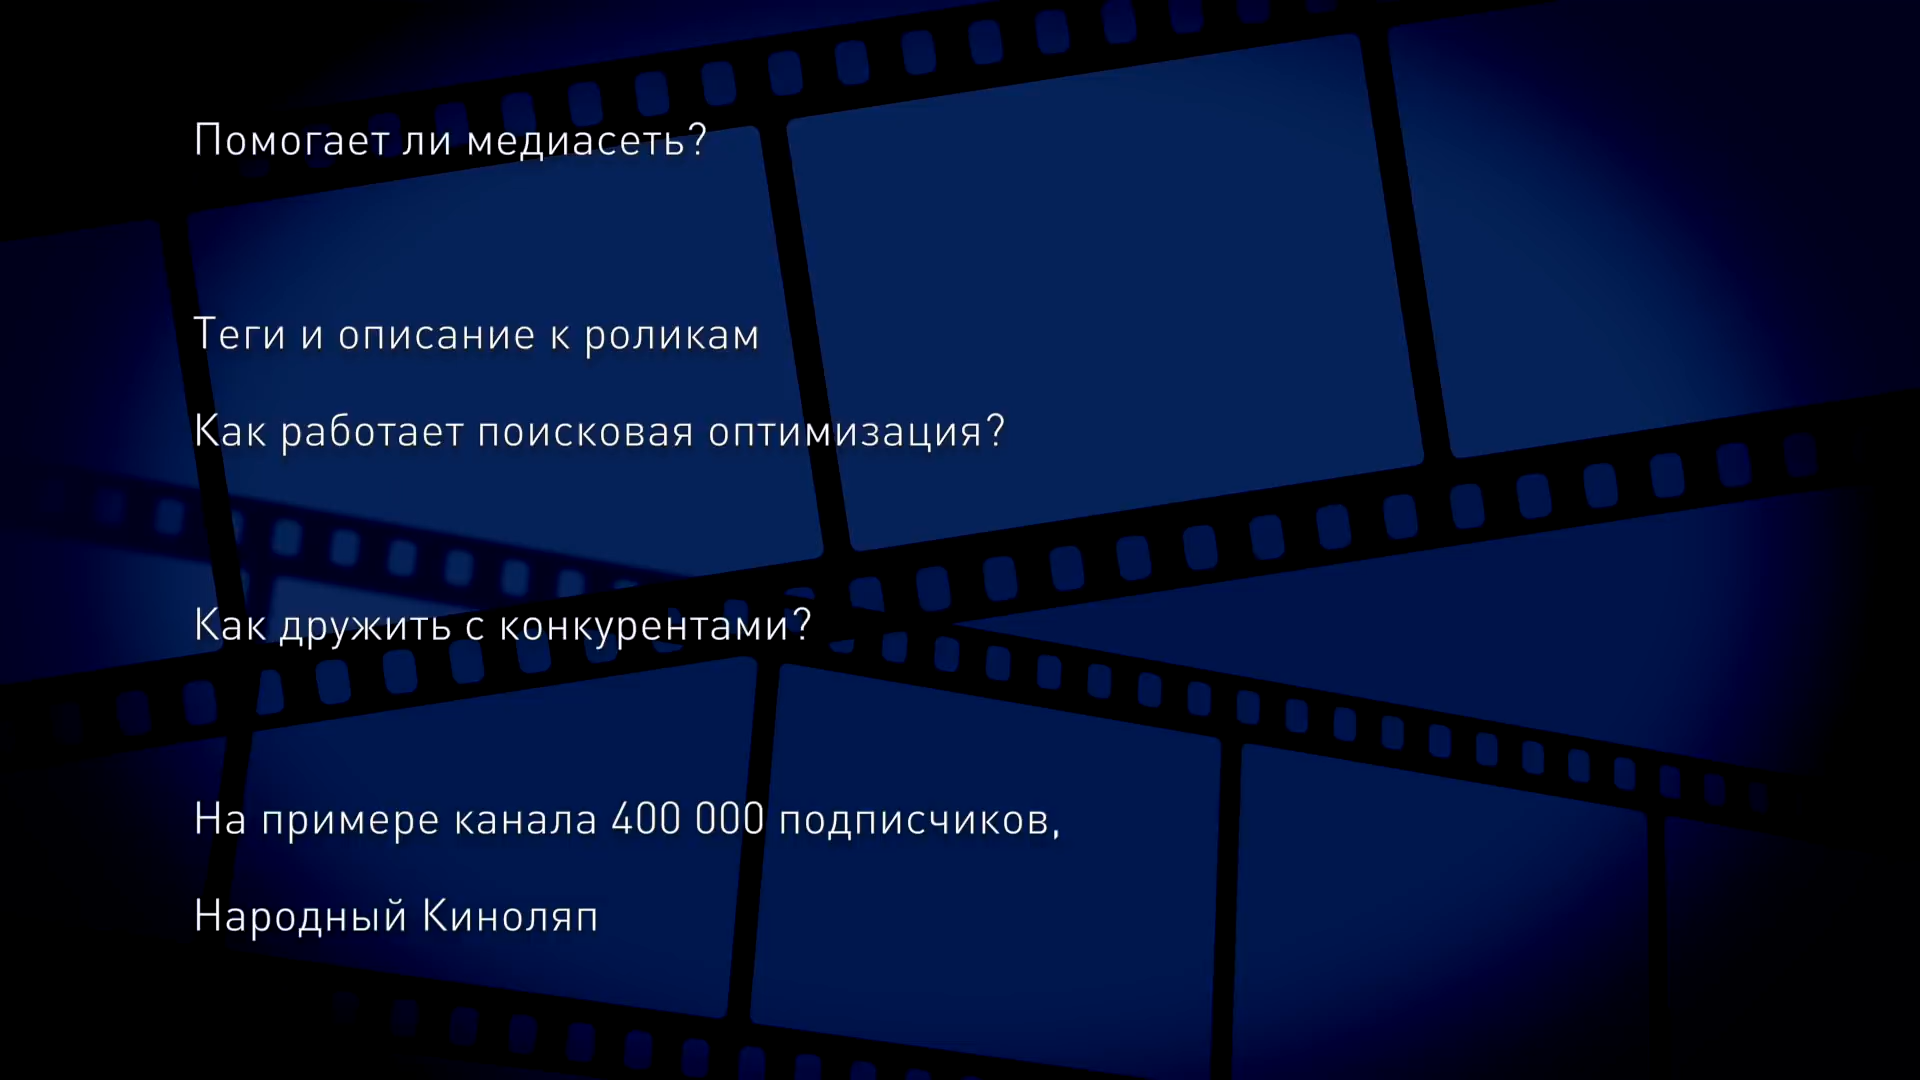 Помогает ли медиасеть?
Теги и описание к роликам
Как работает поисковая оптимизация?
Как дружить с конкурентами?
На примере канала 400 000 подписчиков,
Народный Киноляп